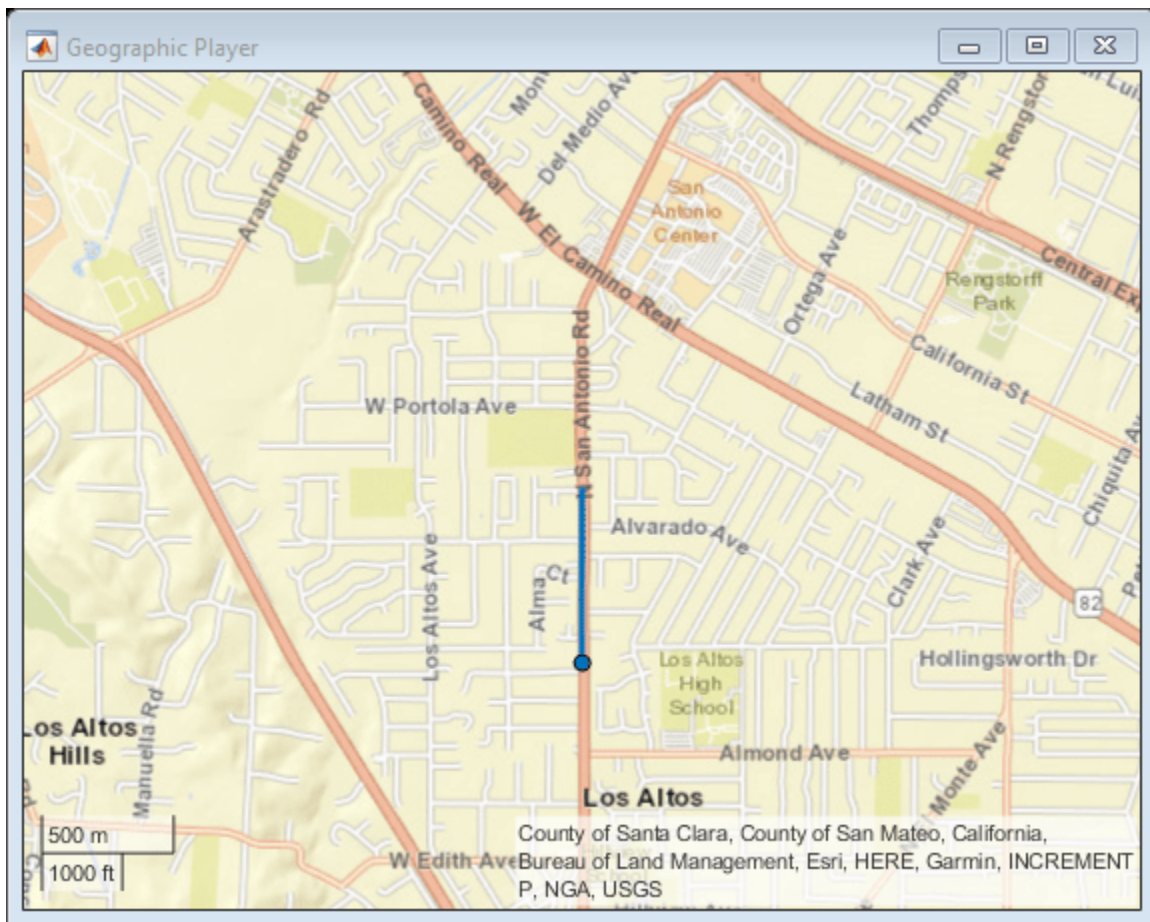 Geographic Player
Camino Real
Monr
Del Medio Ave
Thomps
N Rengstor
n Lui
Arastradero Rd
San
Antonio
Center
W El Camino Real
Ortega Ave
Rengstorff
Park
Central Exp
N San Antonio Rd
California St
Latham St
W Portola Ave
Chiquita Av
Alvarado Ave
Clark Ave
Los Altos Ave
Alma
Ct
82
Los Altos
High
School
Hollingsworth Dr
Los Altos
Hills
Manuella Rd
Almond Ave
Monte Ave
Los Altos
500 m
1000 ft
W Edith Ave
County of Santa Clara, County of San Mateo, California,
Bureau of Land Management, Esri, HERE, Garmin, INCREMENT
P, NGA, USGS